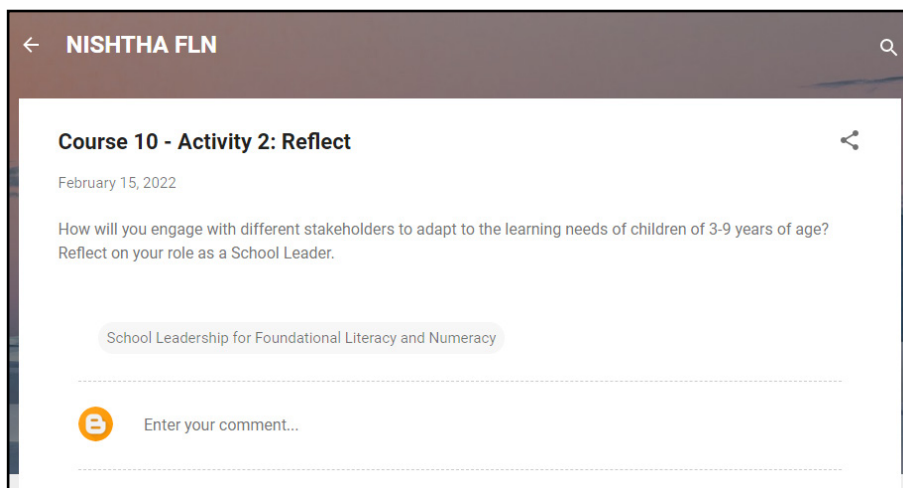 NISHTHA FLN
Course 10 - Activity 2: Reflect
February 15, 2022
How will you engage with different stakeholders to adapt to the learning needs of children of 3-9 years of age?
Reflect on your role as a School Leader.
School Leadership for Foundational Literacy and Numeracy
Enter your comment...